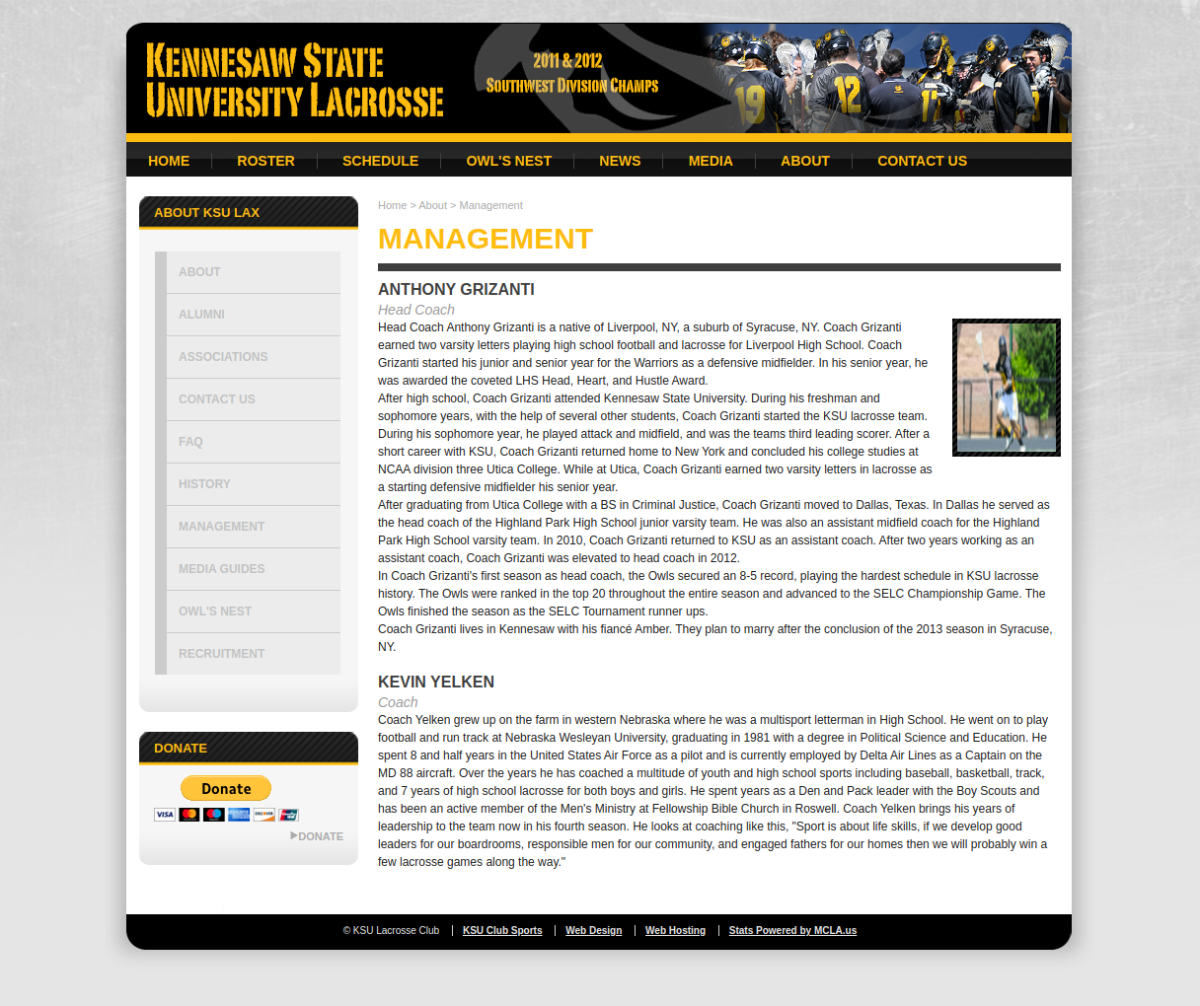 KENNESAW STATE
UNIVERSITY LACROSSE
2011 & 2012
SOUTHWEST DIVISION CHAMPS
19 12
HOME ROSTER SCHEDULE OWL'S NEST NEWS MEDIA ABOUT CONTACT US
ABOUT KSU LAX
ABOUT
ALUMNI
ASSOCIATIONS
CONTACT US
FAQ
HISTORY
MANAGEMENT
MEDIA GUIDES
OWL'S NEST
RECRUITMENT
DONATE
Donate
VISA
DONATE
Home > About > Management
MANAGEMENT
ANTHONY GRIZANTI
Head Coach
Head Coach Anthony Grizanti is a native of Liverpool, NY, a suburb of Syracuse, NY. Coach Grizanti
earned two varsity letters playing high school football and lacrosse for Liverpool High School. Coach
Grizanti started his junior and senior year for the Warriors as a defensive midfielder. In his senior year, he
was awarded the coveted LHS Head, Heart, and Hustle Award.
After high school, Coach Grizanti attended Kennesaw State University. During his freshman and
sophomore years, with the help of several other students, Coach Grizanti started the KSU lacrosse team.
During his sophomore year, he played attack and midfield, and was the teams third leading scorer. After a
short career with KSU, Coach Grizanti returned home to New York and concluded his college studies at
NCAA division three Utica College. While at Utica, Coach Grizanti earned two varsity letters in lacrosse as
a starting defensive midfielder his senior year.
After graduating from Utica College with a BS in Criminal Justice, Coach Grizanti moved to Dallas, Texas. In Dallas he served as
the head coach of the Highland Park High School junior varsity team. He was also an assistant midfield coach for the Highland
Park High School varsity team. In 2010, Coach Grizanti returned to KSU as an assistant coach. After two years working as an
assistant coach, Coach Grizanti was elevated to head coach in 2012.
In Coach Grizanti's first season as head coach, the Owls secured an 8-5 record, playing the hardest schedule in KSU lacrosse
history. The Owls were ranked in the top 20 throughout the entire season and advanced to the SELC Championship Game. The
Owls finished the season as the SELC Tournament runner ups.
Coach Grizanti lives in Kennesaw with his fiancé Amber. They plan to marry after the conclusion of the 2013 season in Syracuse,
NY.
KEVIN YELKEN
Coach
Coach Yelken grew up on the farm in western Nebraska where he was a multisport letterman in High School. He went on to play
football and run track at Nebraska Wesleyan University, graduating in 1981 with a degree in Political Science and Education. He
spent 8 and half years in the United States Air Force as a pilot and is currently employed by Delta Air Lines as a Captain on the
MD 88 aircraft. Over the years he has coached a multitude of youth and high school sports including baseball, basketball, track,
and 7 years of high school lacrosse for both boys and girls. He spent years as a Den and Pack leader with the Boy Scouts and
has been an active member of the Men's Ministry at Fellowship Bible Church in Roswell. Coach Yelken brings his years of
leadership to the team now in his fourth season. He looks at coaching like this, "Sport is about life skills, if we develop good
leaders for our boardrooms, responsible men for our community, and engaged fathers for our homes then we will probably win a
few lacrosse games along the way."
© KSU Lacrosse Club | KSU Club Sports | Web Design | Web Hosting | Stats Powered by MCLA.us